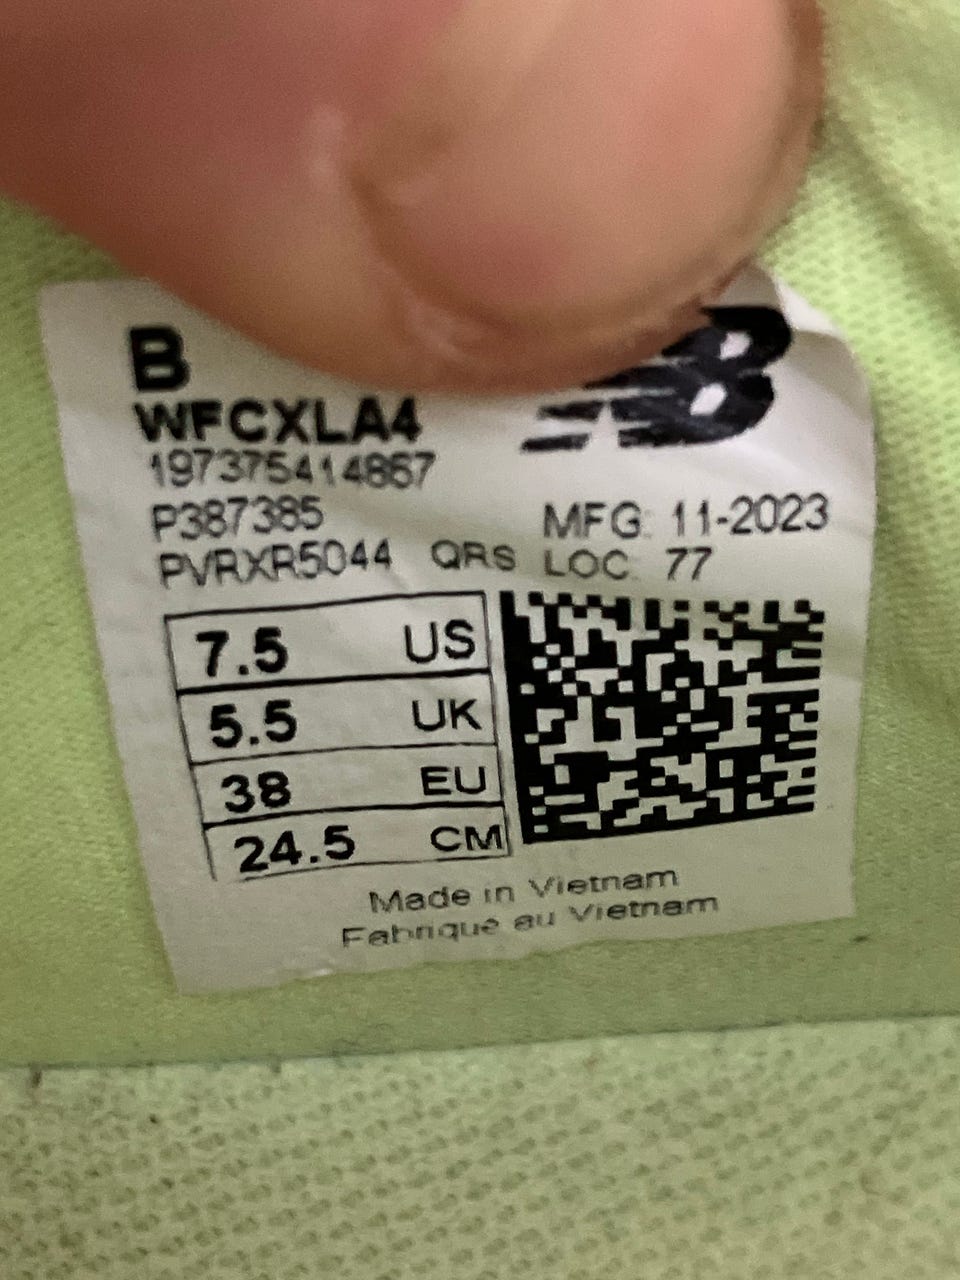 B
WFCXLA4
197375414867
P387385 MFG: 11-2023
PVRXR5044 QRS LOC: 77
7.5 US
5.5 UK
38 EU
24.5 CM
Made in Vietnam
Fabriqué au Vietnam